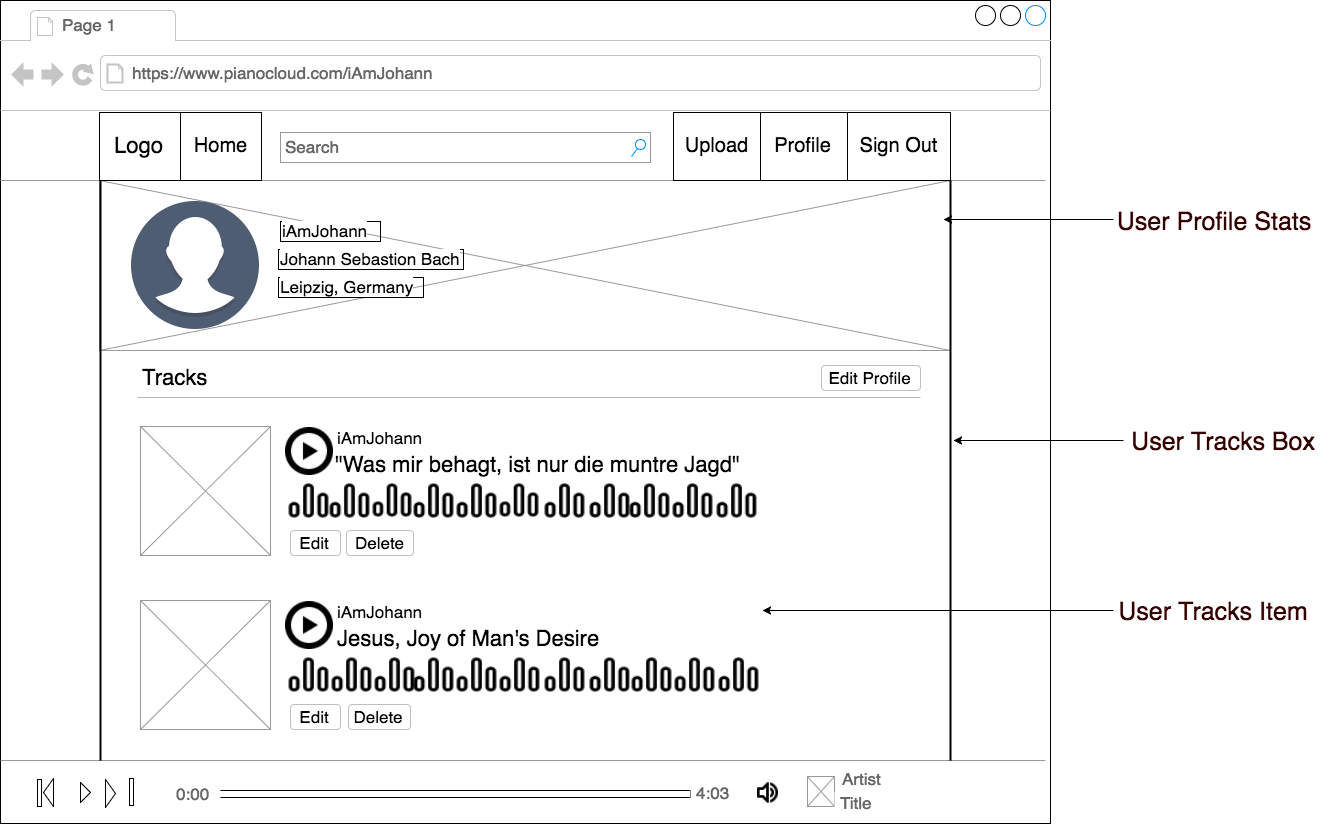 Page 1
https://www.pianocloud.com/iAmJohann
Logo Home Search Upload Profile Sign Out
User Profile Stats
iAmJohann
Johann Sebastion Bach
Leipzig, Germany
Tracks Edit Profile
User Tracks Box
iAmJohann
"Was mir behagt, ist nur die muntre Jagd"
Edit Delete
User Tracks Item
iAmJohann
Jesus, Joy of Man's Desire
Edit Delete
0:00 4:03
Artist
Title